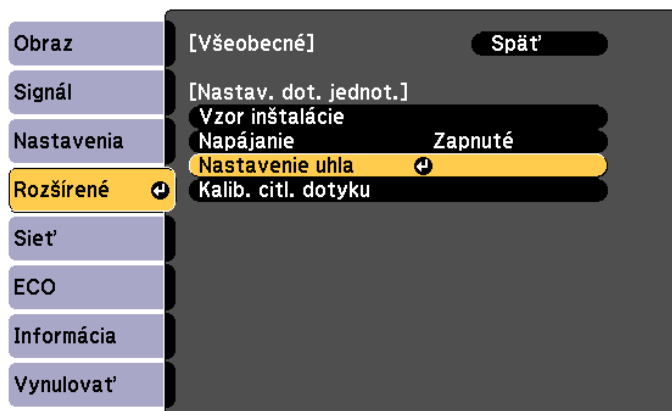 Obraz
Signál
Nastavenia
Rozšírené
Sieť
ECO
Informácia
Vynulovať
[Všeobecné] Späť
[Nastav. dot. jednot.]
Vzor inštalácie
Napájanie Zapnuté
Nastavenie uhla
Kalib. citl. dotyku